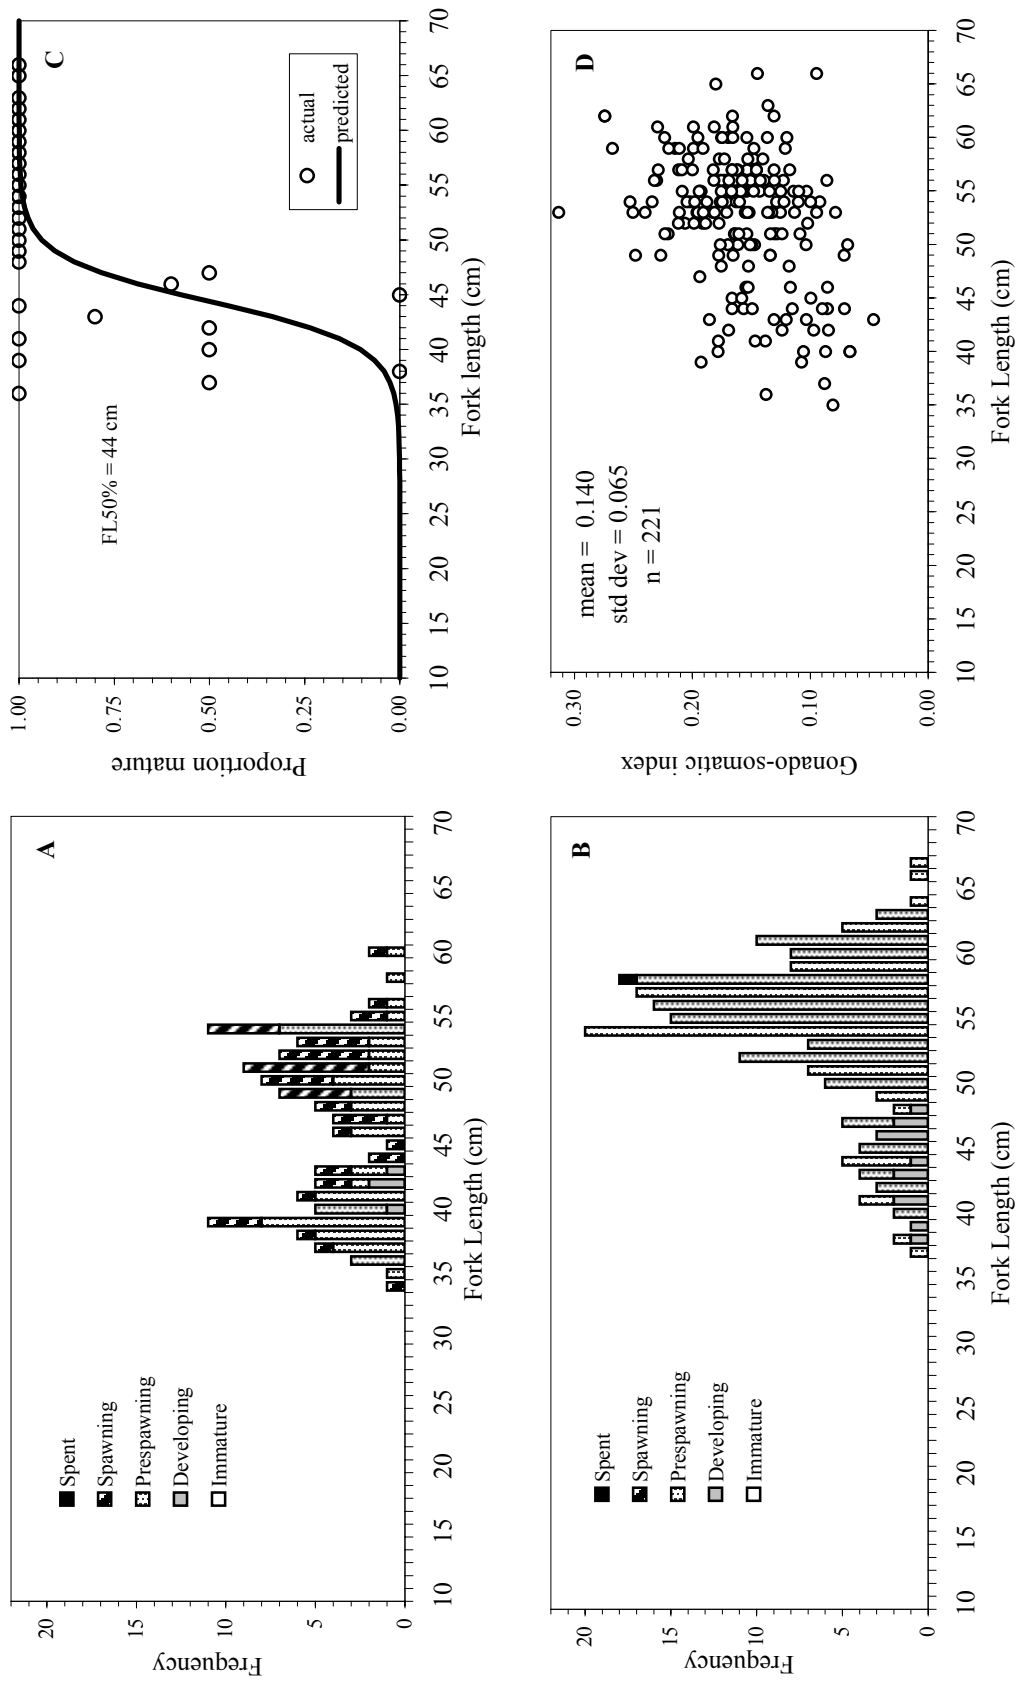 A
20
15
10
5
0
Frequency
Spent
Spawning
Prespawning
Developing
Immature
10 15 20 25 30 35 40 45 50 55 60 65 70
Fork Length (cm)
B
20
15
10
5
0
Frequency
Spent
Spawning
Prespawning
Developing
Immature
10 15 20 25 30 35 40 45 50 55 60 65 70
Fork Length (cm)
C
1.00
0.75
0.50
0.25
0.00
Proportion mature
FL50% = 44 cm
actual
predicted
10 15 20 25 30 35 40 45 50 55 60 65 70
Fork length (cm)
D
0.30
0.20
0.10
0.00
Gonado-somatic index
mean = 0.140
std dev = 0.065
n = 221
10 15 20 25 30 35 40 45 50 55 60 65 70
Fork Length (cm)